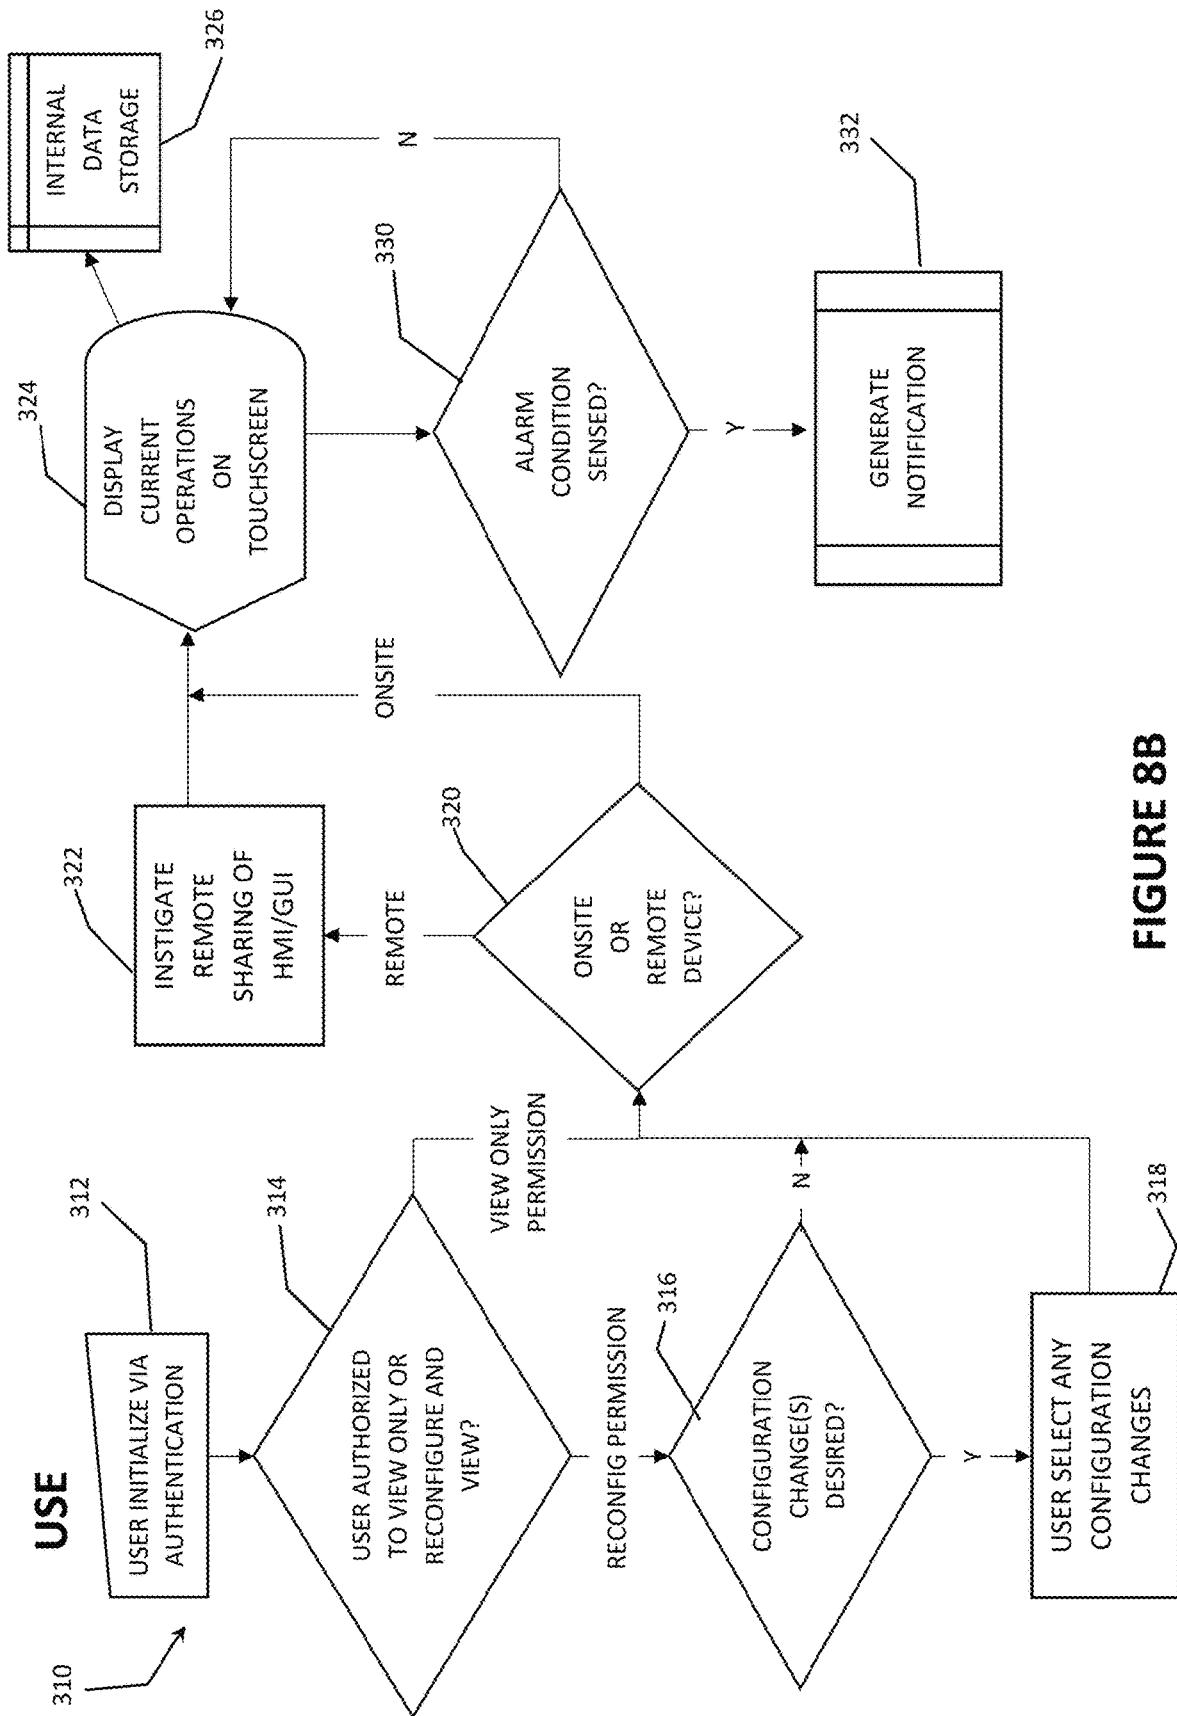 USE
310
USER INITIALIZE VIA
AUTHENTICATION
312
USER AUTHORIZED
TO VIEW ONLY OR
RECONFIGURE AND
VIEW?
314
VIEW ONLY
PERMISSION
RECONFIG PERMISSION
CONFIGURATION
CHANGE(S)
DESIRED?
316
N
Y
USER SELECT ANY
CONFIGURATION
CHANGES
318
ONSITE
OR
REMOTE
DEVICE?
320
REMOTE
ONSITE
INSTIGATE
REMOTE
SHARING OF
HMI/GUI
322
DISPLAY
CURRENT
OPERATIONS
ON
TOUCHSCREEN
324
INTERNAL
DATA
STORAGE
326
ALARM
CONDITION
SENSED?
330
N
Y
GENERATE
NOTIFICATION
332
FIGURE 8B